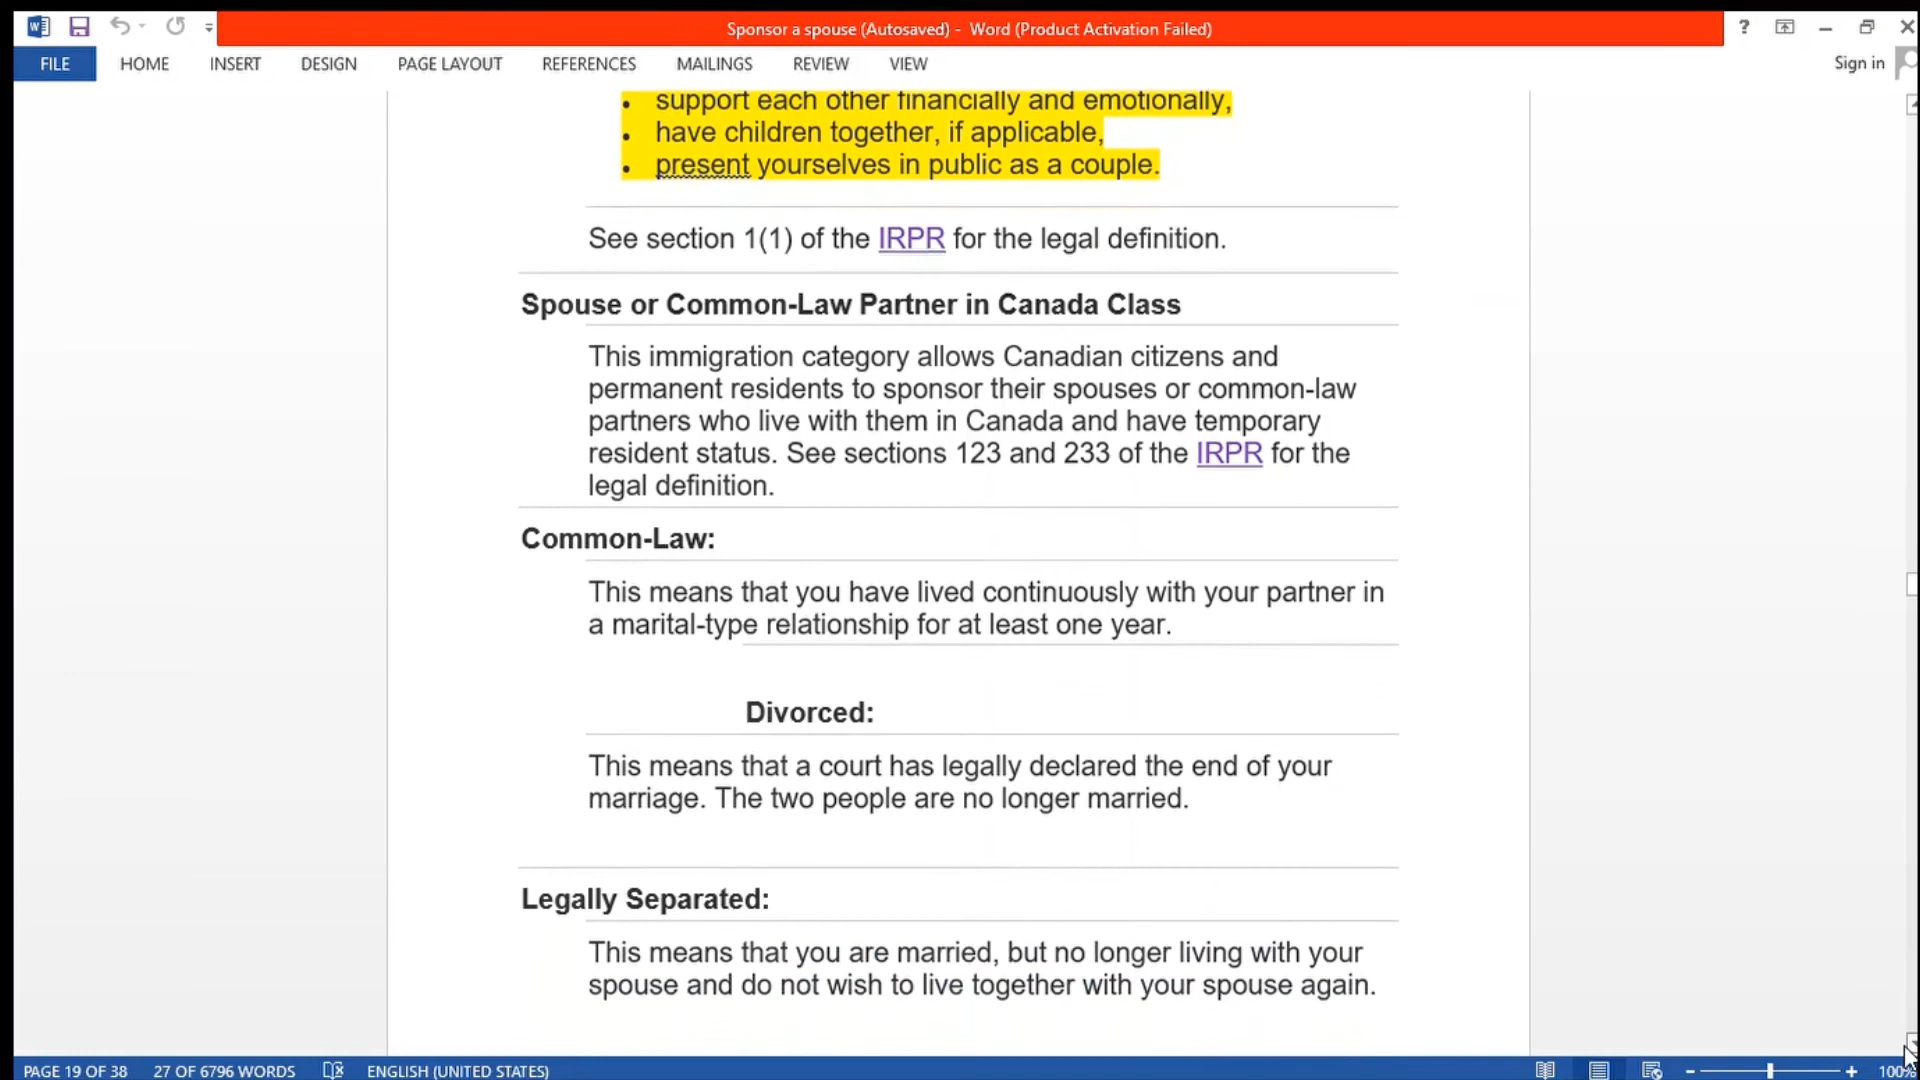 Sponsor a spouse (Autosaved) - Word (Product Activation Failed)
?
FILE HOME INSERT DESIGN PAGE LAYOUT REFERENCES MAILINGS REVIEW VIEW Sign in
• support each other financially and emotionally,
• have children together, if applicable,
• present yourselves in public as a couple.
See section 1(1) of the IRPR for the legal definition.
Spouse or Common-Law Partner in Canada Class
This immigration category allows Canadian citizens and
permanent residents to sponsor their spouses or common-law
partners who live with them in Canada and have temporary
resident status. See sections 123 and 233 of the IRPR for the
legal definition.
Common-Law:
This means that you have lived continuously with your partner in
a marital-type relationship for at least one year.
Divorced:
This means that a court has legally declared the end of your
marriage. The two people are no longer married.
Legally Separated:
This means that you are married, but no longer living with your
spouse and do not wish to live together with your spouse again.
PAGE 19 OF 38 27 OF 6796 WORDS ENGLISH (UNITED STATES) 100%